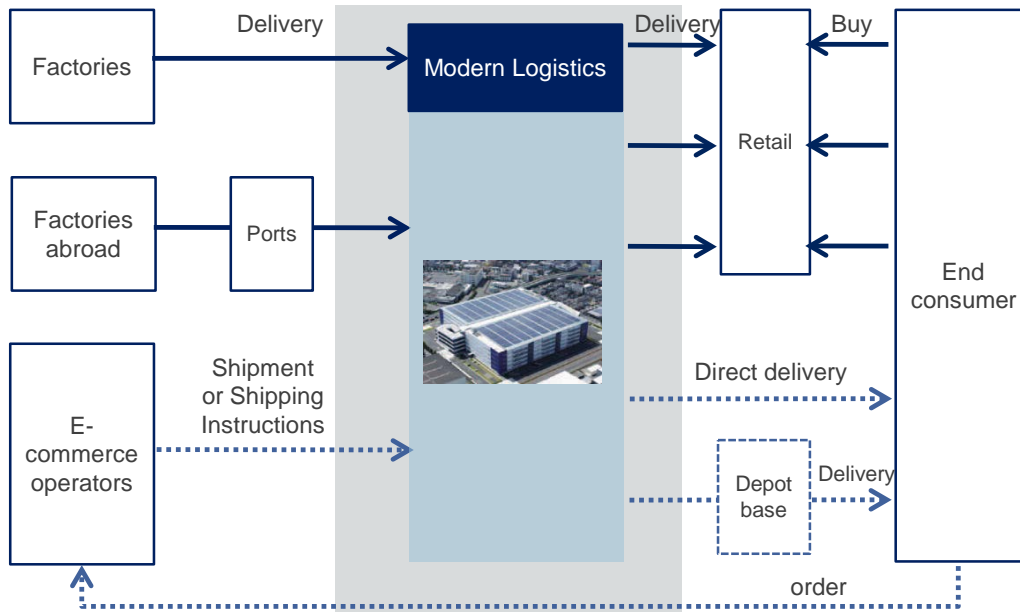 Delivery
Delivery
Buy
Factories
Modern Logistics
Retail
Factories
abroad
Ports
End
consumer
Shipment
or Shipping
Instructions
Direct delivery
E-
commerce
operators
Depot
base
Delivery
order